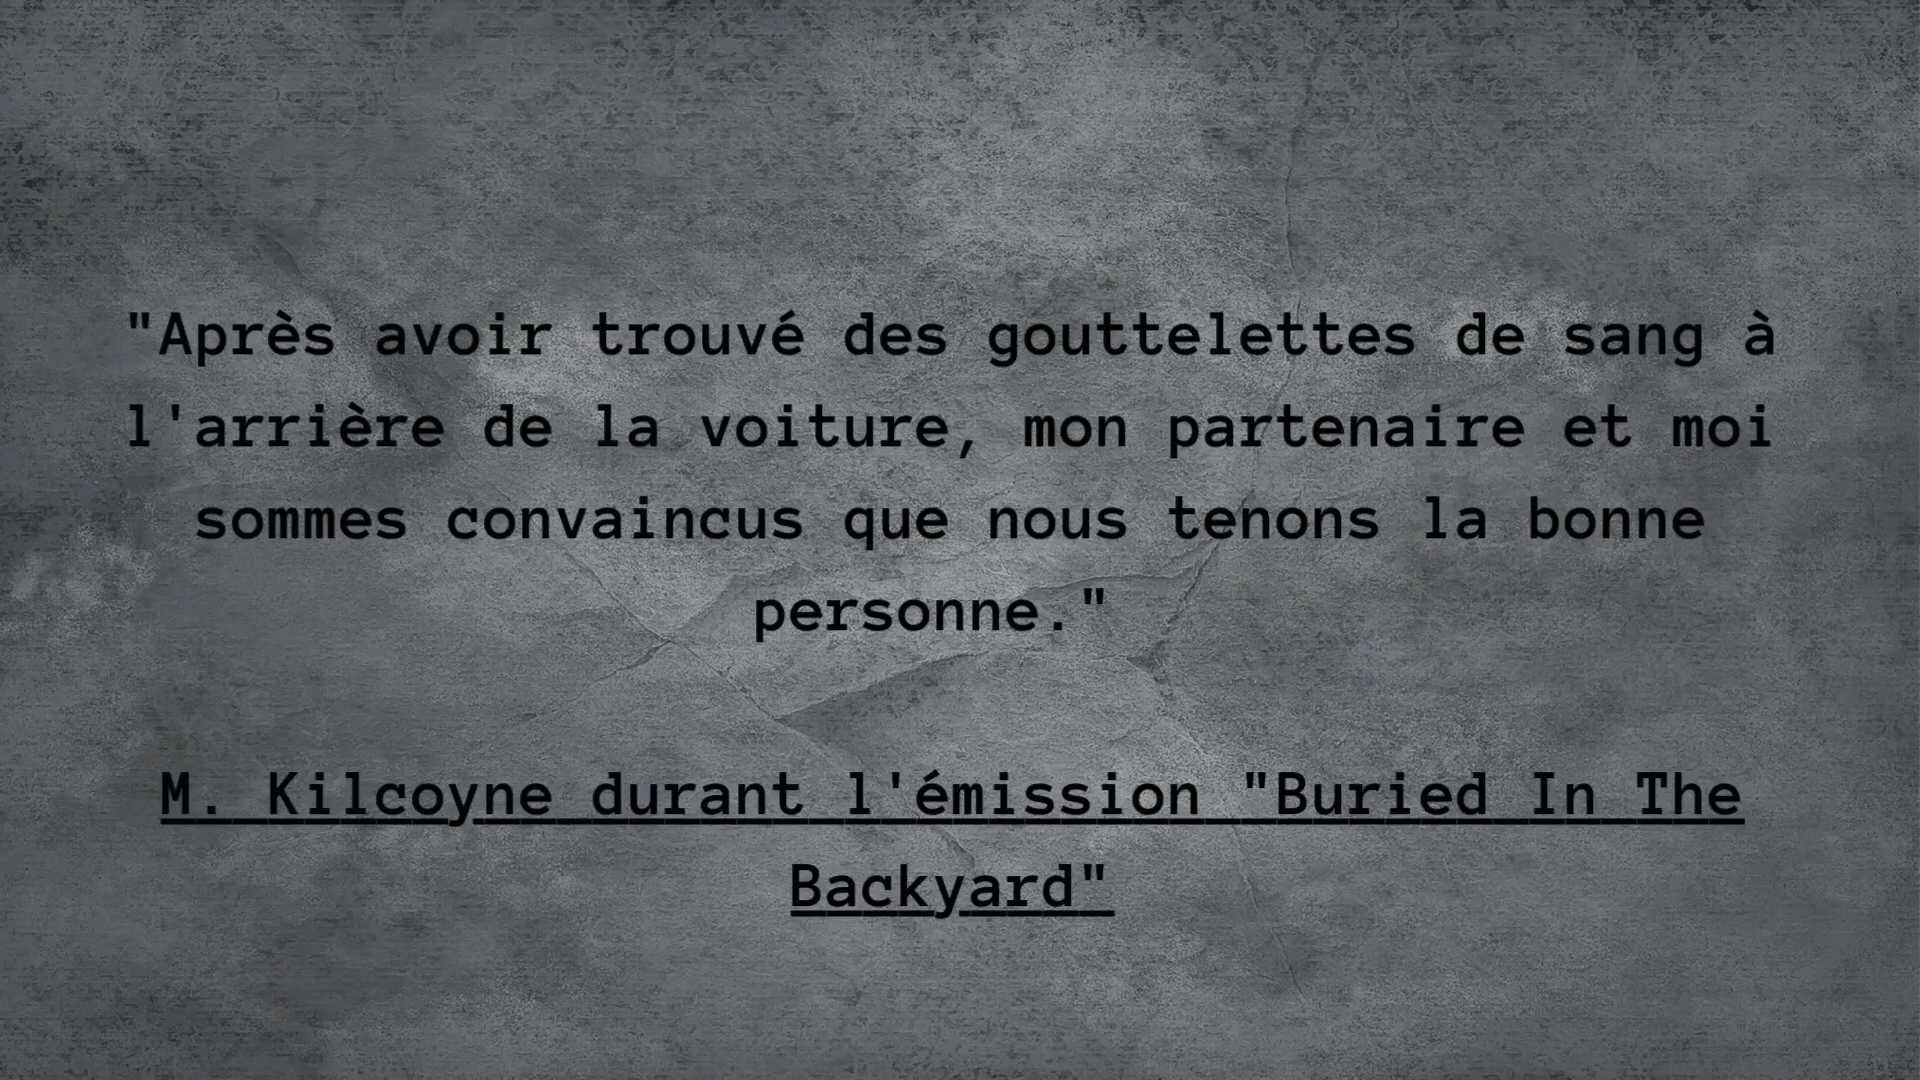 "Après avoir trouvé des gouttelettes de sang à
l'arrière de la voiture, mon partenaire et moi
sommes convaincus que nous tenons la bonne
personne."
M. Kilcoyne durant l'émission "Buried In The
Backyard"